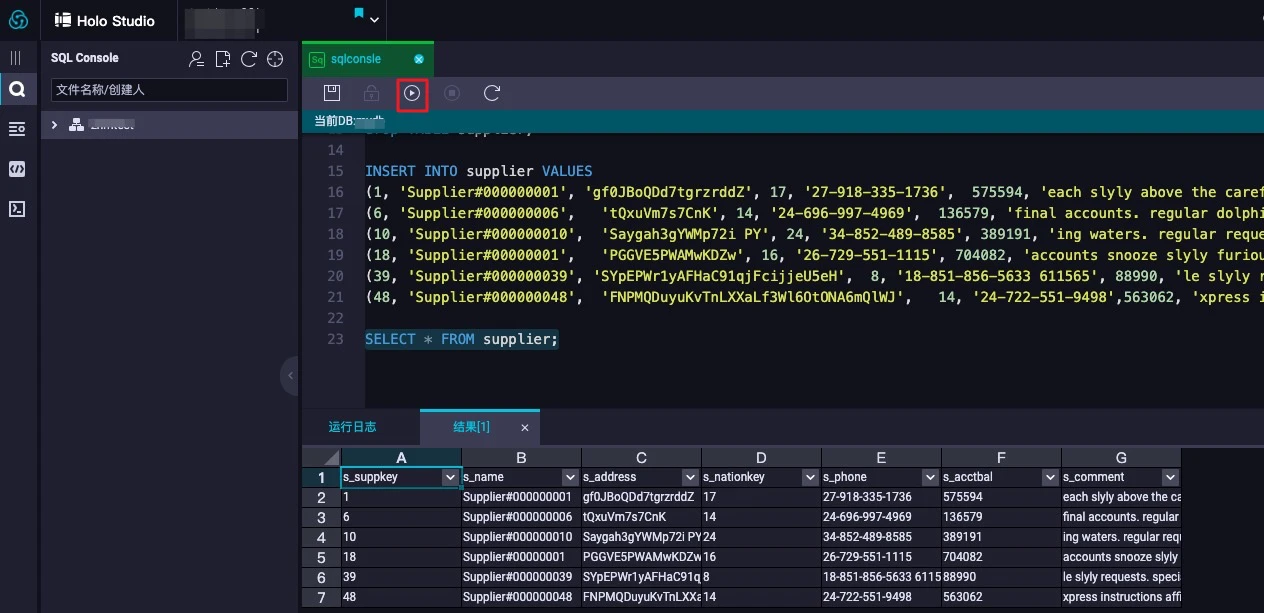 Holo Studio
SQL Console
文件名称/创建人
Sq sqlconsle
当前DB:
14
15 INSERT INTO supplier VALUES
16 (1, 'Supplier#000000001', 'gf0JBoQDd7tgrzrddZ', 17, '27-918-335-1736', 575594, 'each slyly above the caref
17 (6, 'Supplier#000000006', 'tQxuVm7s7CnK', 14, '24-696-997-4969', 136579, 'final accounts. regular dolphi
18 (10, 'Supplier#000000010', 'Saygah3gYWMp72i PY', 24, '34-852-489-8585', 389191, 'ing waters. regular reque
19 (18, 'Supplier#00000001', 'PGGVE5PWAMwKDZw', 16, '26-729-551-1115', 704082, 'accounts snooze slyly furiou
20 (39, 'Supplier#000000039', 'SYpEPWr1yAFHaC91qjFcijjeU5eH', 8, '18-851-856-5633 611565', 88990, 'le slyly r
21 (48, 'Supplier#000000048', 'FNPMQDuyuKvTnLXXaLf3Wl6OtONA6mQlWJ', 14, '24-722-551-9498',563062, 'xpress i
22
23 SELECT * FROM supplier;
运行日志 结果[1] ×
A B C D E F G
1 s_suppkey s_name s_address s_nationkey s_phone s_acctbal s_comment
2 1 Supplier#000000001 gf0JBoQDd7tgrzrddZ 17 27-918-335-1736 575594 each slyly above the ca
3 6 Supplier#000000006 tQxuVm7s7CnK 14 24-696-997-4969 136579 final accounts. regular
4 10 Supplier#000000010 Saygah3gYWMp72i PY 24 34-852-489-8585 389191 ing waters. regular requ
5 18 Supplier#00000001 PGGVE5PWAMwKDZw 16 26-729-551-1115 704082 accounts snooze slyly
6 39 Supplier#000000039 SYpEPWr1yAFHaC91q 8 18-851-856-5633 6115 88990 le slyly requests. speci
7 48 Supplier#000000048 FNPMQDuyuKvTnLXXa 14 24-722-551-9498 563062 xpress instructions affi